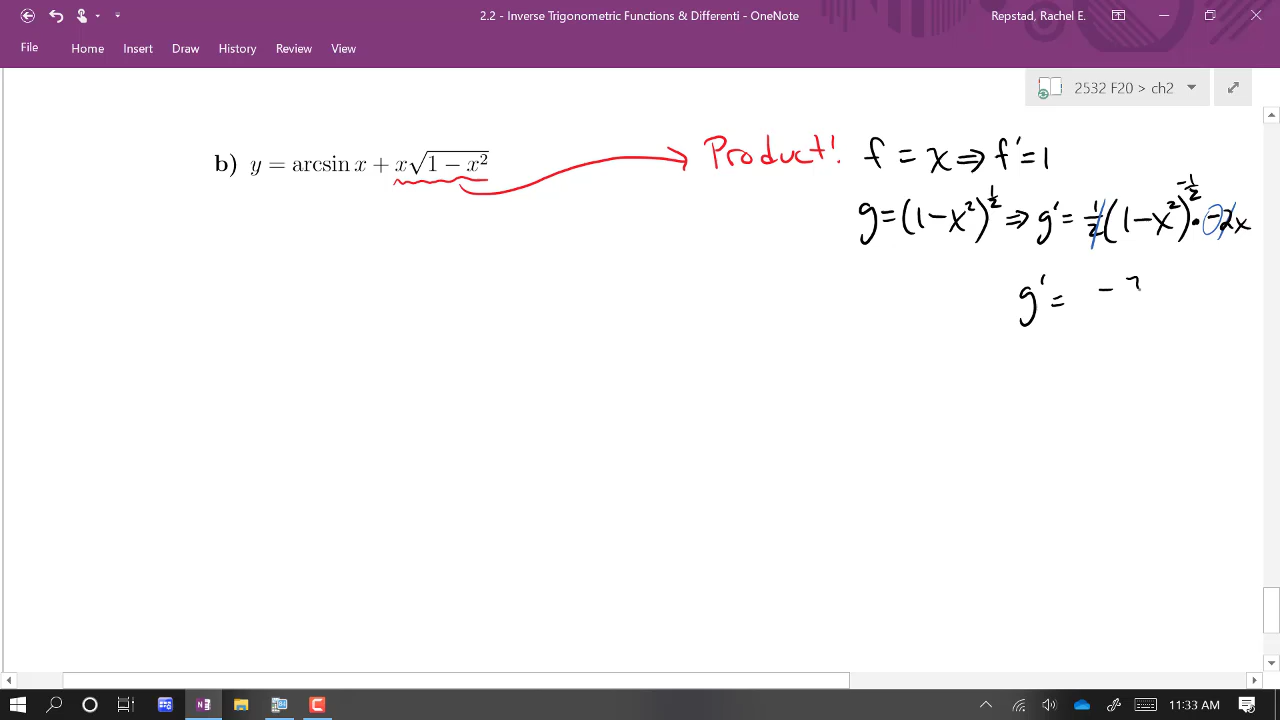 2.2 - Inverse Trigonometric Functions & Differenti - OneNote
Repstad, Rachel E.
File Home Insert Draw History Review View
2532 F20 > ch2
b) y = arcsin x + x√(1 − x²)
Product! f = x ⇒ f' = 1
g = (1−x²)^(1/2) ⇒ g' = 1/2 (1−x²)^(-1/2) · −2x
g' = −
11:33 AM